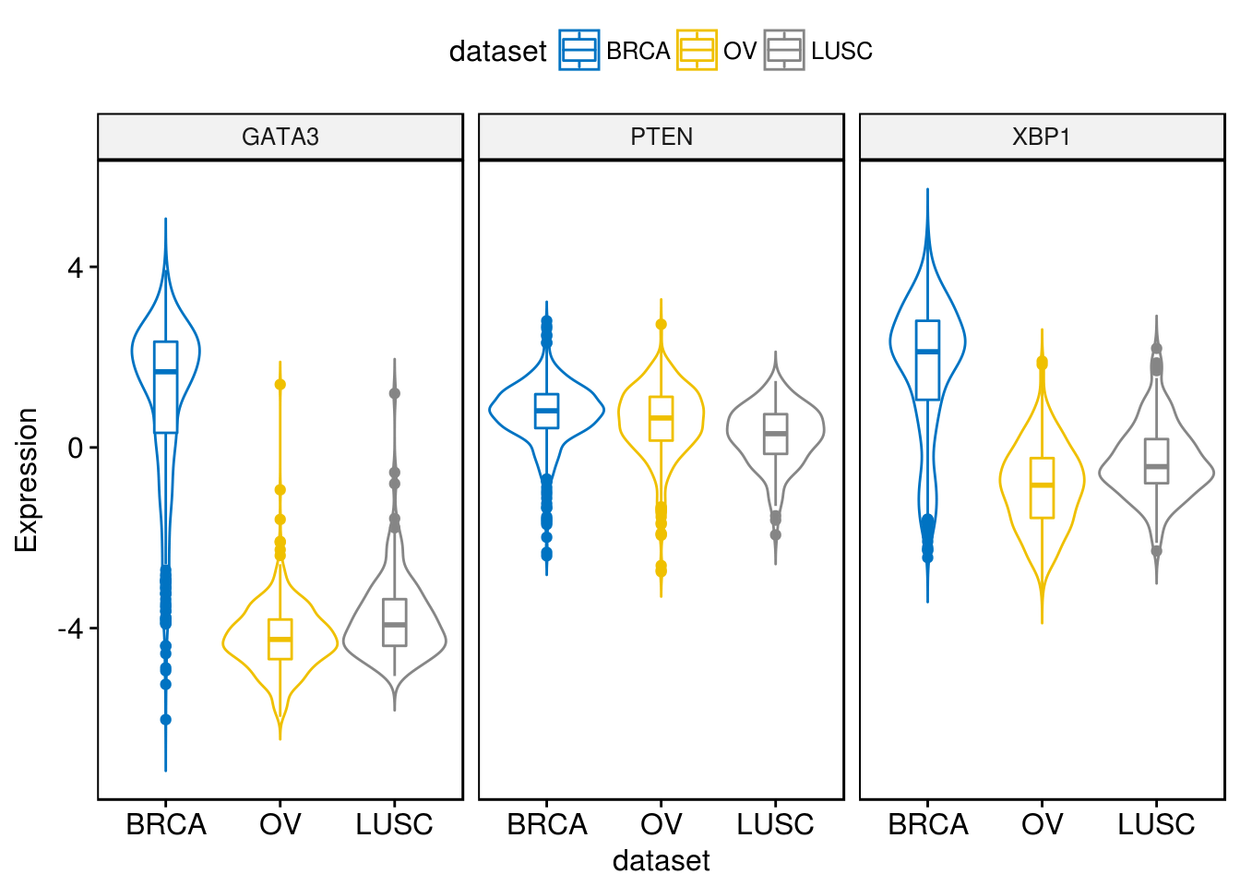 dataset BRCA OV LUSC
GATA3 PTEN XBP1
4
0
-4
Expression
BRCA OV LUSC BRCA OV LUSC BRCA OV LUSC
dataset